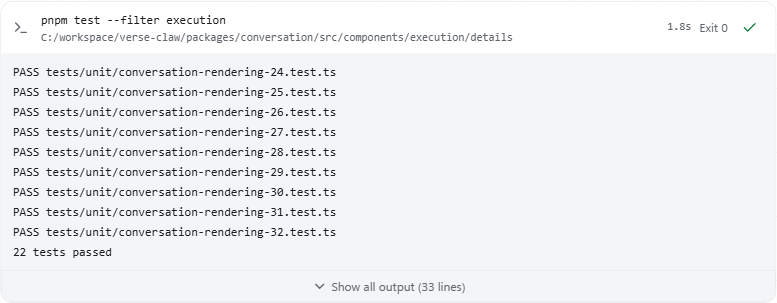 pnpm test --filter execution
C:/workspace/verse-claw/packages/conversation/src/components/execution/details
1.8s Exit 0
PASS tests/unit/conversation-rendering-24.test.ts
PASS tests/unit/conversation-rendering-25.test.ts
PASS tests/unit/conversation-rendering-26.test.ts
PASS tests/unit/conversation-rendering-27.test.ts
PASS tests/unit/conversation-rendering-28.test.ts
PASS tests/unit/conversation-rendering-29.test.ts
PASS tests/unit/conversation-rendering-30.test.ts
PASS tests/unit/conversation-rendering-31.test.ts
PASS tests/unit/conversation-rendering-32.test.ts
22 tests passed
Show all output (33 lines)